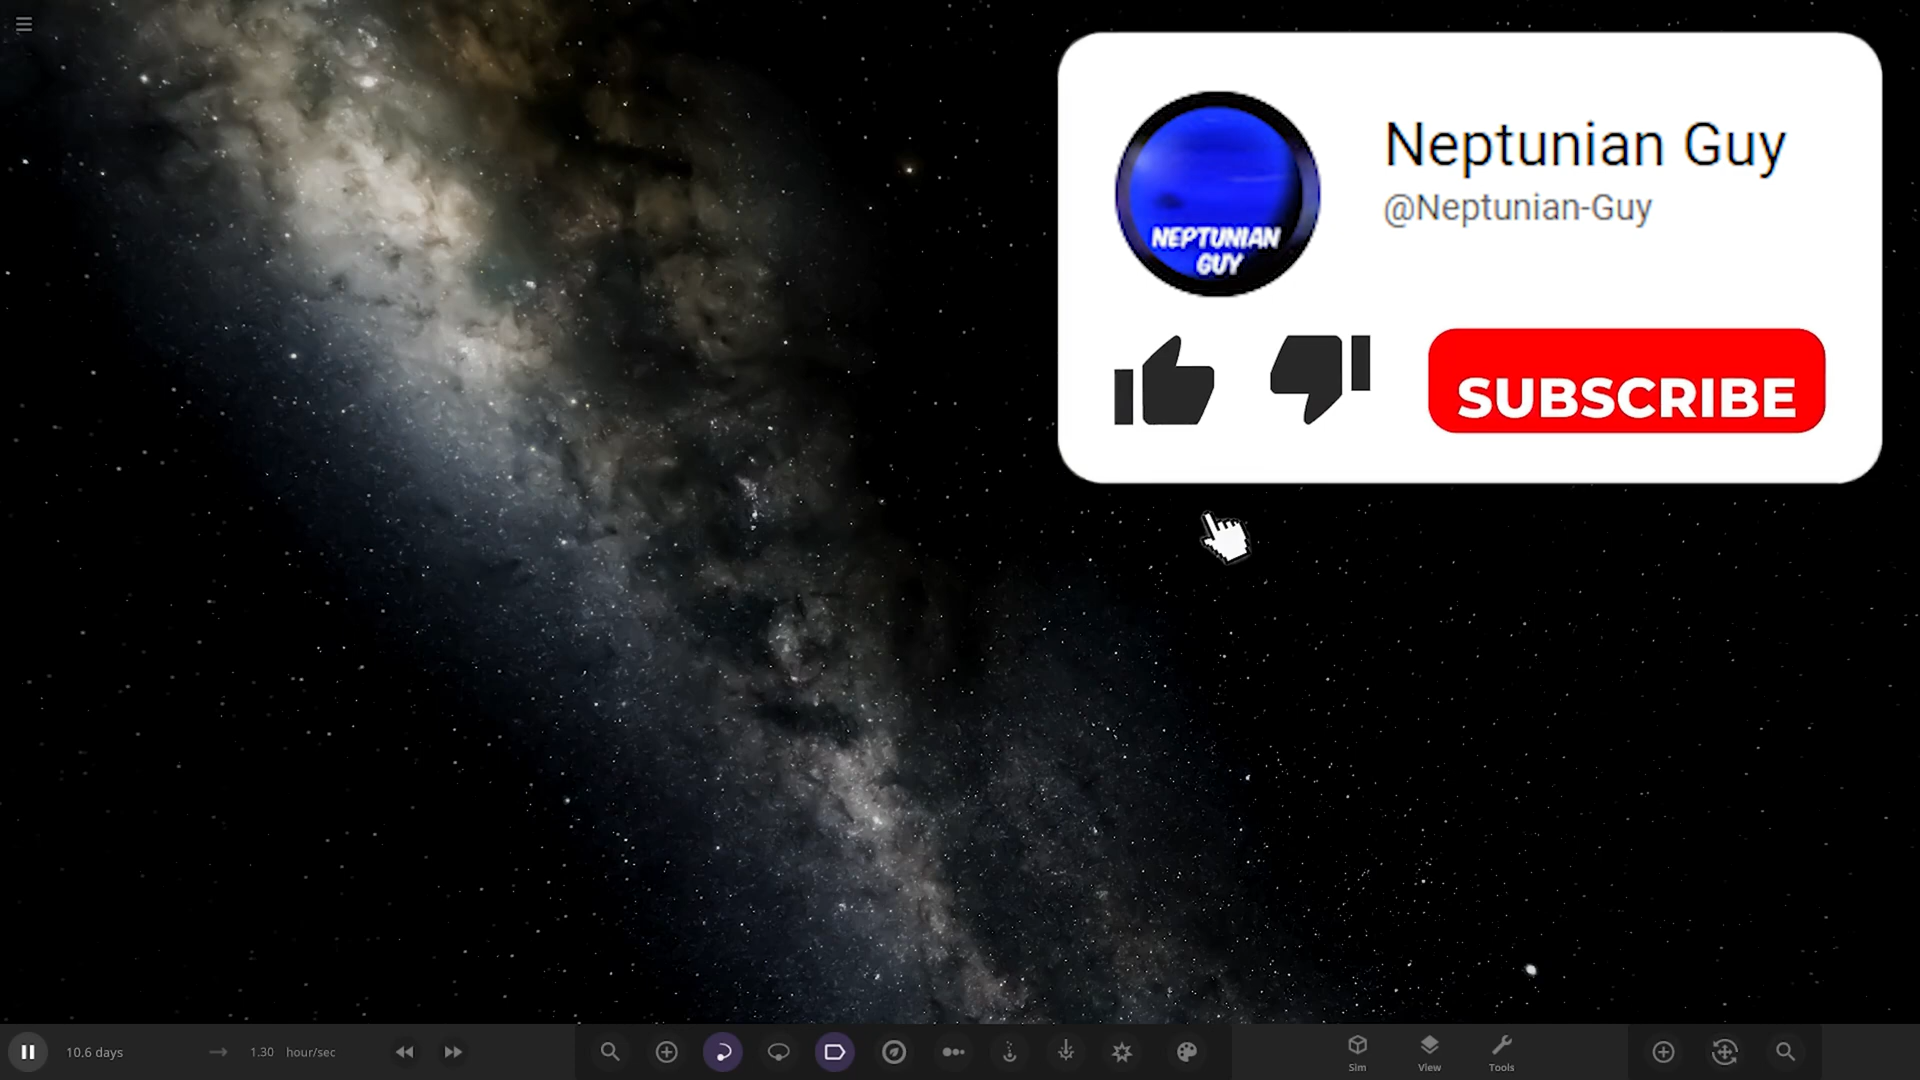 Neptunian Guy
@Neptunian-Guy
NEPTUNIAN
GUY
SUBSCRIBE
10.6 days
1.30 hour/sec
Sim
View
Tools